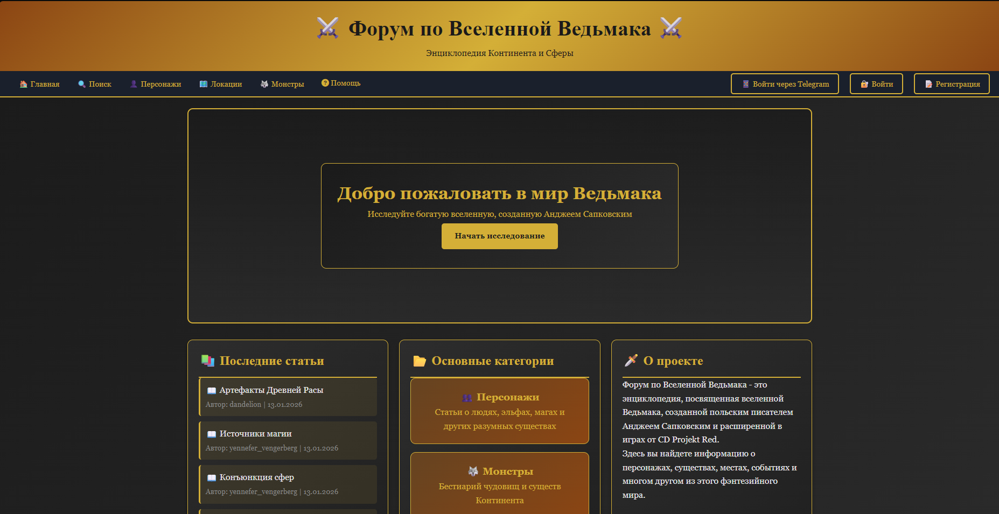 Форум по Вселенной Ведьмака
Энциклопедия Континента и Сферы
Главная
Поиск
Персонажи
Локации
Монстры
Помощь
Войти через Telegram
Войти
Регистрация
Добро пожаловать в мир Ведьмака
Исследуйте богатую вселенную, созданную Анджеем Сапковским
Начать исследование
Последние статьи
Артефакты Древней Расы
Автор: dandelion | 13.01.2026
Источники магии
Автор: yennefer_vengerberg | 13.01.2026
Конъюнкция сфер
Автор: yennefer_vengerberg | 13.01.2026
Основные категории
Персонажи
Статьи о людях, эльфах, магах и
других разумных существах
Монстры
Бестиарий чудовищ и существ
Континента
О проекте
Форум по Вселенной Ведьмака - это
энциклопедия, посвященная вселенной
Ведьмака, созданной польским писателем
Анджеем Сапковским и расширенной в
играх от CD Projekt Red.
Здесь вы найдете информацию о
персонажах, существах, местах, событиях и
многом другом из этого фэнтезийного
мира.